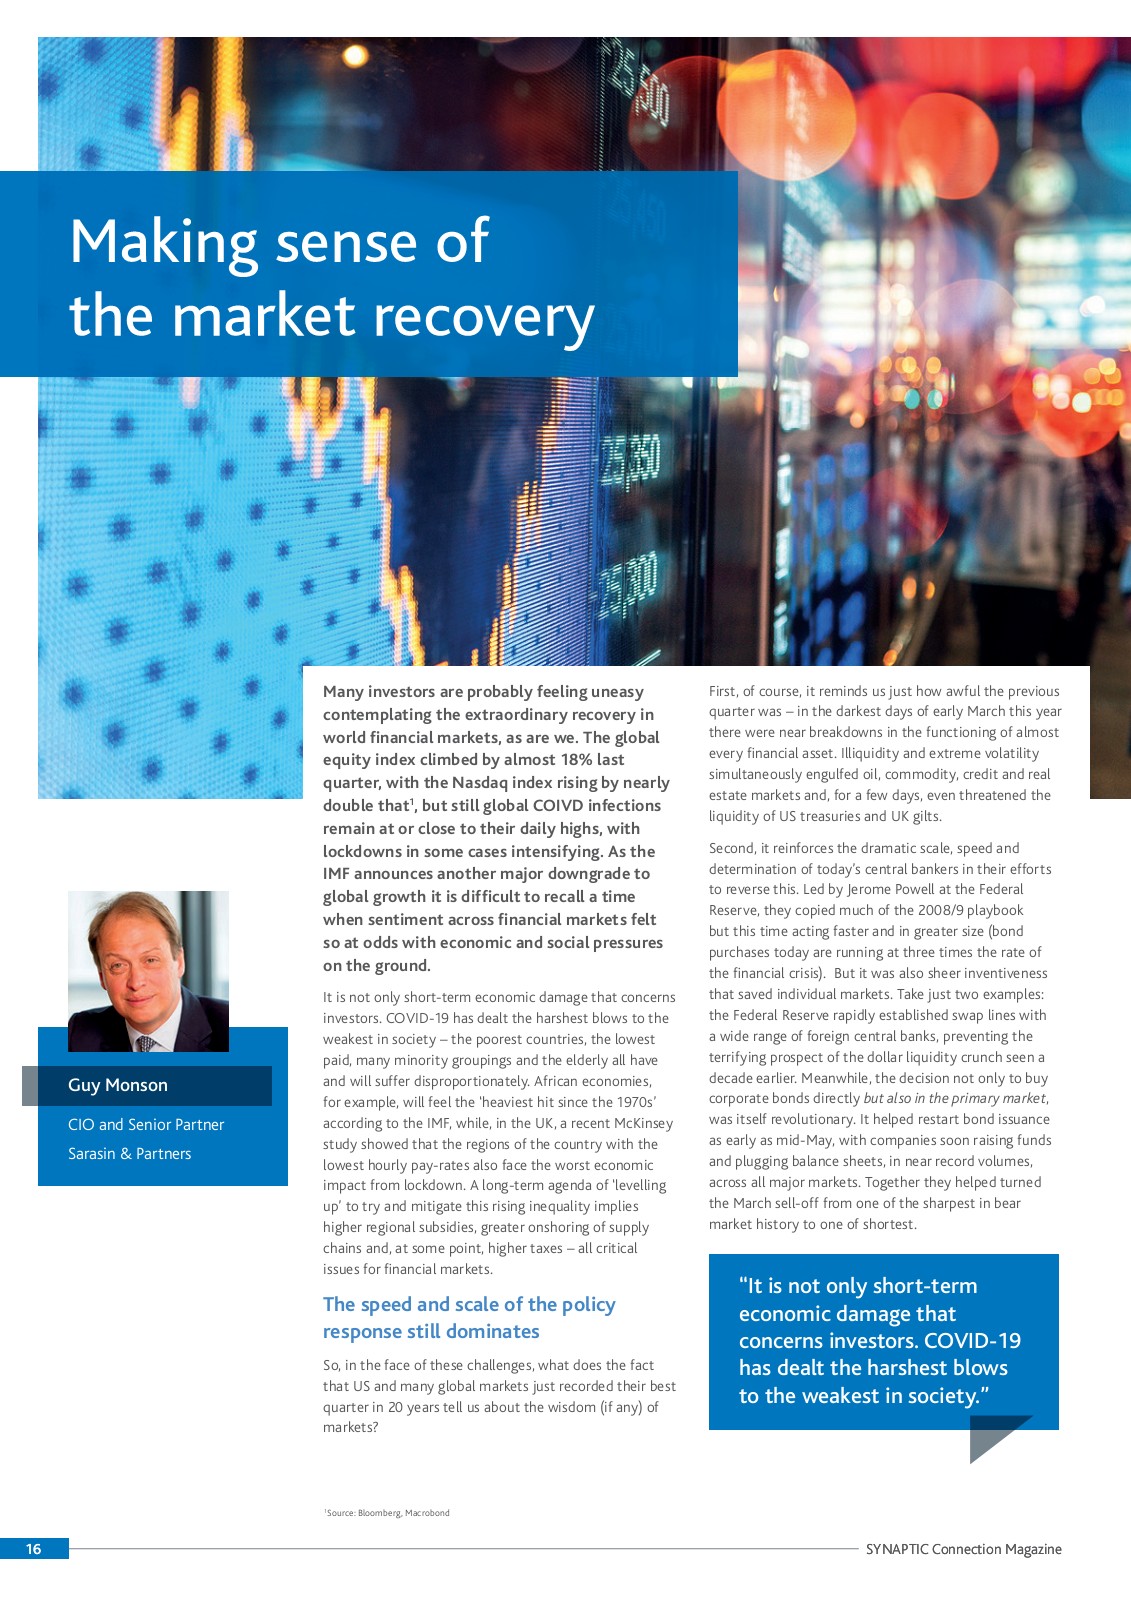 Making sense of
the market recovery
25,500
25,450
25,350
25,300
Guy Monson
CIO and Senior Partner
Sarasin & Partners
Many investors are probably feeling uneasy
contemplating the extraordinary recovery in
world financial markets, as are we. The global
equity index climbed by almost 18% last
quarter, with the Nasdaq index rising by nearly
double that¹, but still global COIVD infections
remain at or close to their daily highs, with
lockdowns in some cases intensifying. As the
IMF announces another major downgrade to
global growth it is difficult to recall a time
when sentiment across financial markets felt
so at odds with economic and social pressures
on the ground.
It is not only short-term economic damage that concerns
investors. COVID-19 has dealt the harshest blows to the
weakest in society – the poorest countries, the lowest
paid, many minority groupings and the elderly all have
and will suffer disproportionately. African economies,
for example, will feel the ‘heaviest hit since the 1970s’
according to the IMF, while, in the UK, a recent McKinsey
study showed that the regions of the country with the
lowest hourly pay-rates also face the worst economic
impact from lockdown. A long-term agenda of ‘levelling
up’ to try and mitigate this rising inequality implies
higher regional subsidies, greater onshoring of supply
chains and, at some point, higher taxes – all critical
issues for financial markets.
The speed and scale of the policy
response still dominates
So, in the face of these challenges, what does the fact
that US and many global markets just recorded their best
quarter in 20 years tell us about the wisdom (if any) of
markets?
First, of course, it reminds us just how awful the previous
quarter was – in the darkest days of early March this year
there were near breakdowns in the functioning of almost
every financial asset. Illiquidity and extreme volatility
simultaneously engulfed oil, commodity, credit and real
estate markets and, for a few days, even threatened the
liquidity of US treasuries and UK gilts.
Second, it reinforces the dramatic scale, speed and
determination of today’s central bankers in their efforts
to reverse this. Led by Jerome Powell at the Federal
Reserve, they copied much of the 2008/9 playbook
but this time acting faster and in greater size (bond
purchases today are running at three times the rate of
the financial crisis).  But it was also sheer inventiveness
that saved individual markets. Take just two examples:
the Federal Reserve rapidly established swap lines with
a wide range of foreign central banks, preventing the
terrifying prospect of the dollar liquidity crunch seen a
decade earlier. Meanwhile, the decision not only to buy
corporate bonds directly but also in the primary market,
was itself revolutionary. It helped restart bond issuance
as early as mid-May, with companies soon raising funds
and plugging balance sheets, in near record volumes,
across all major markets. Together they helped turned
the March sell-off from one of the sharpest in bear
market history to one of shortest.
“It is not only short-term
economic damage that
concerns investors. COVID-19
has dealt the harshest blows
to the weakest in society.”
¹Source: Bloomberg, Macrobond
16
SYNAPTIC Connection Magazine